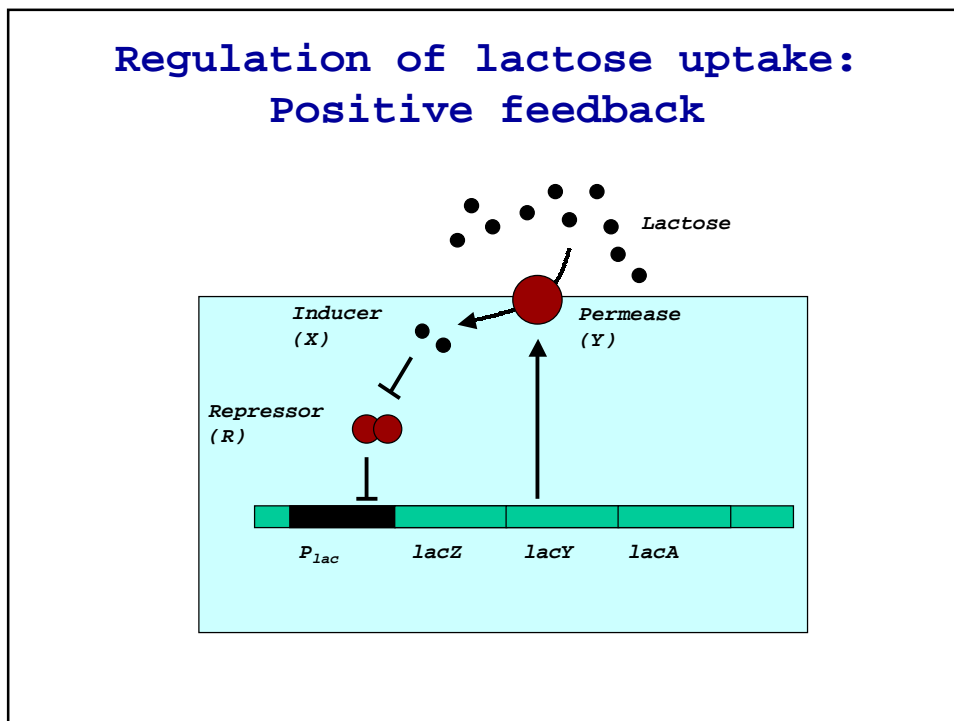 Regulation of lactose uptake:
Positive feedback
Lactose
Inducer
(X)
Permease
(Y)
Repressor
(R)
Plac
lacZ
lacY
lacA